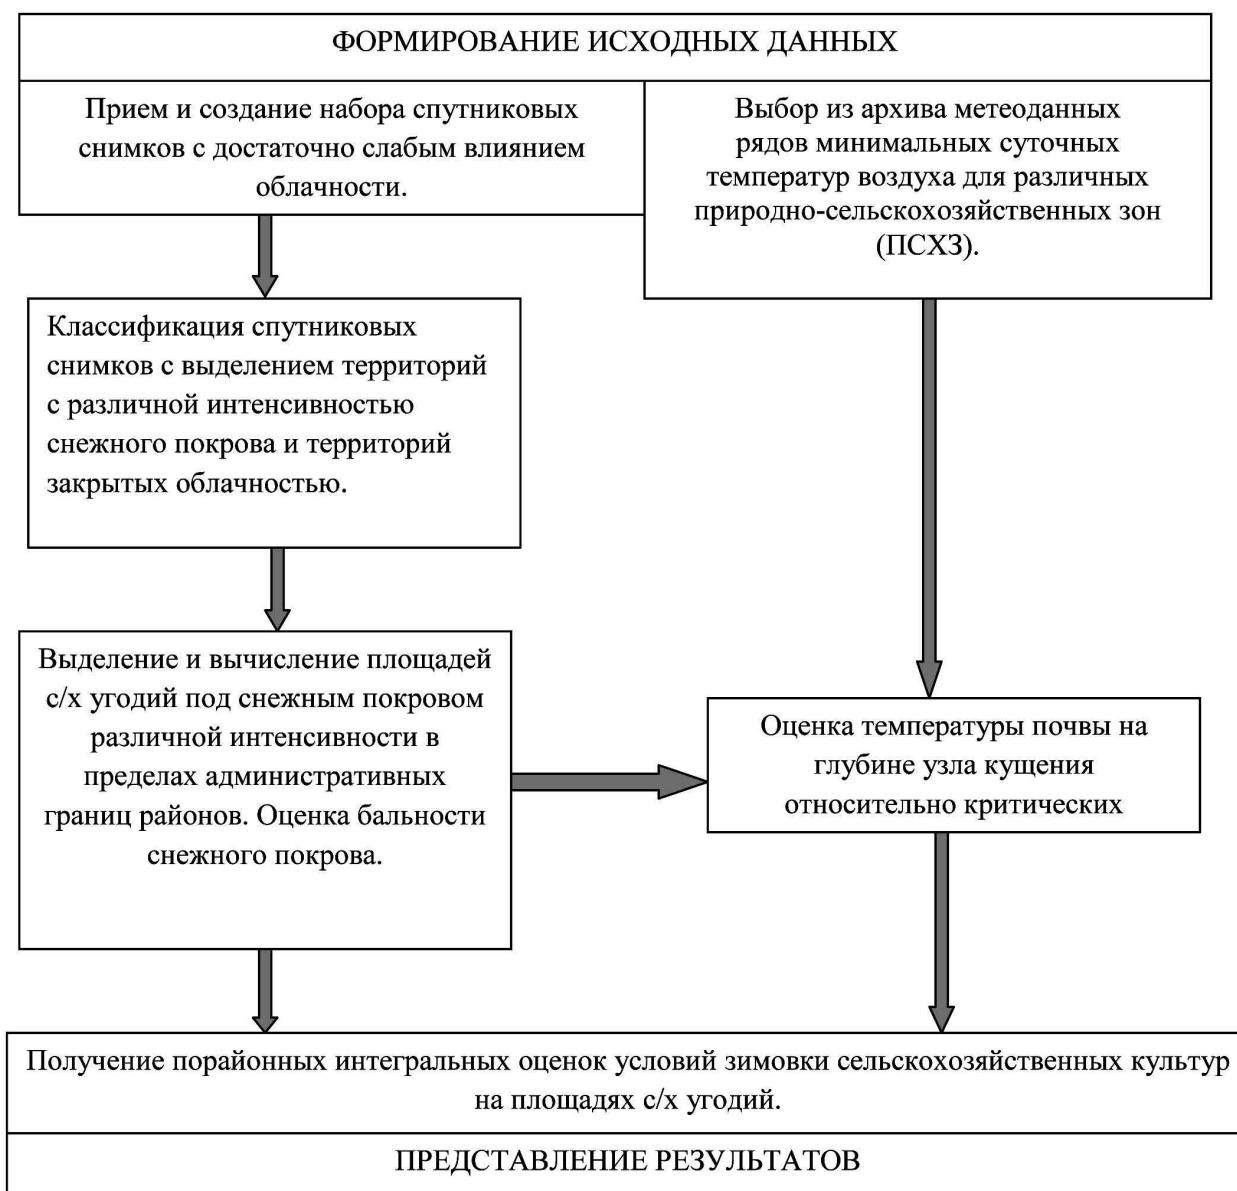 ФОРМИРОВАНИЕ ИСХОДНЫХ ДАННЫХ
Прием и создание набора спутниковых
снимков с достаточно слабым влиянием
облачности.
Выбор из архива метеоданных
рядов минимальных суточных
температур воздуха для различных
природно-сельскохозяйственных зон
(ПСХЗ).
Классификация спутниковых
снимков с выделением территорий
с различной интенсивностью
снежного покрова и территорий
закрытых облачностью.
Выделение и вычисление площадей
с/х угодий под снежным покровом
различной интенсивности в
пределах административных
границ районов. Оценка бальности
снежного покрова.
Оценка температуры почвы на
глубине узла кущения
относительно критических
Получение порайонных интегральных оценок условий зимовки сельскохозяйственных культур
на площадях с/х угодий.
ПРЕДСТАВЛЕНИЕ РЕЗУЛЬТАТОВ